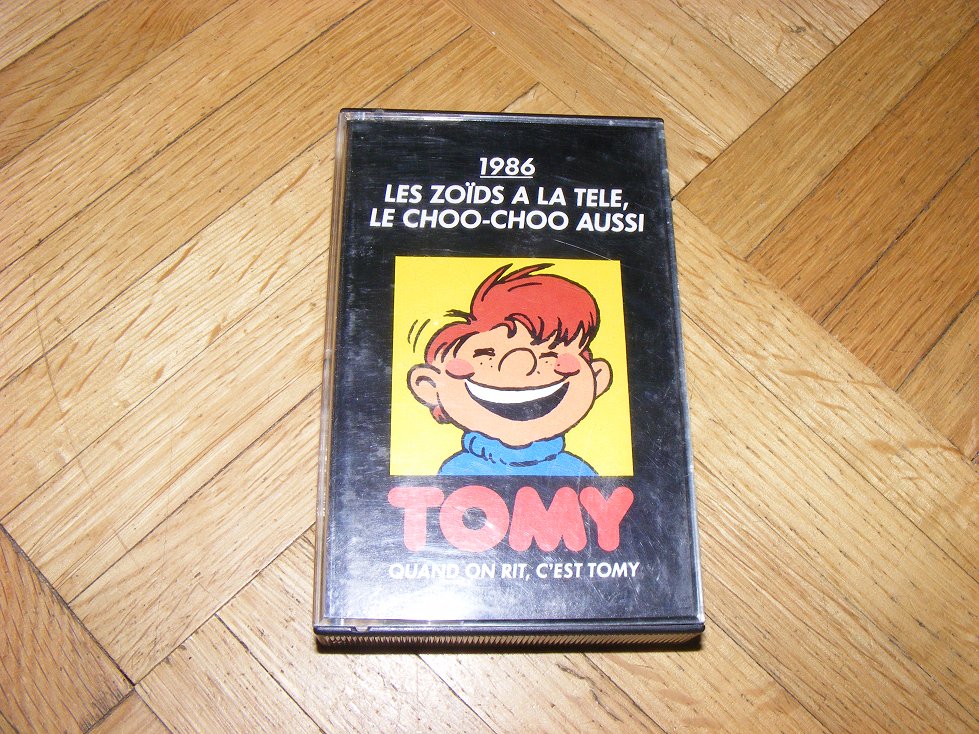 1986
LES ZOÏDS A LA TELE,
LE CHOO-CHOO AUSSI
TOMY
QUAND ON RIT, C'EST TOMY